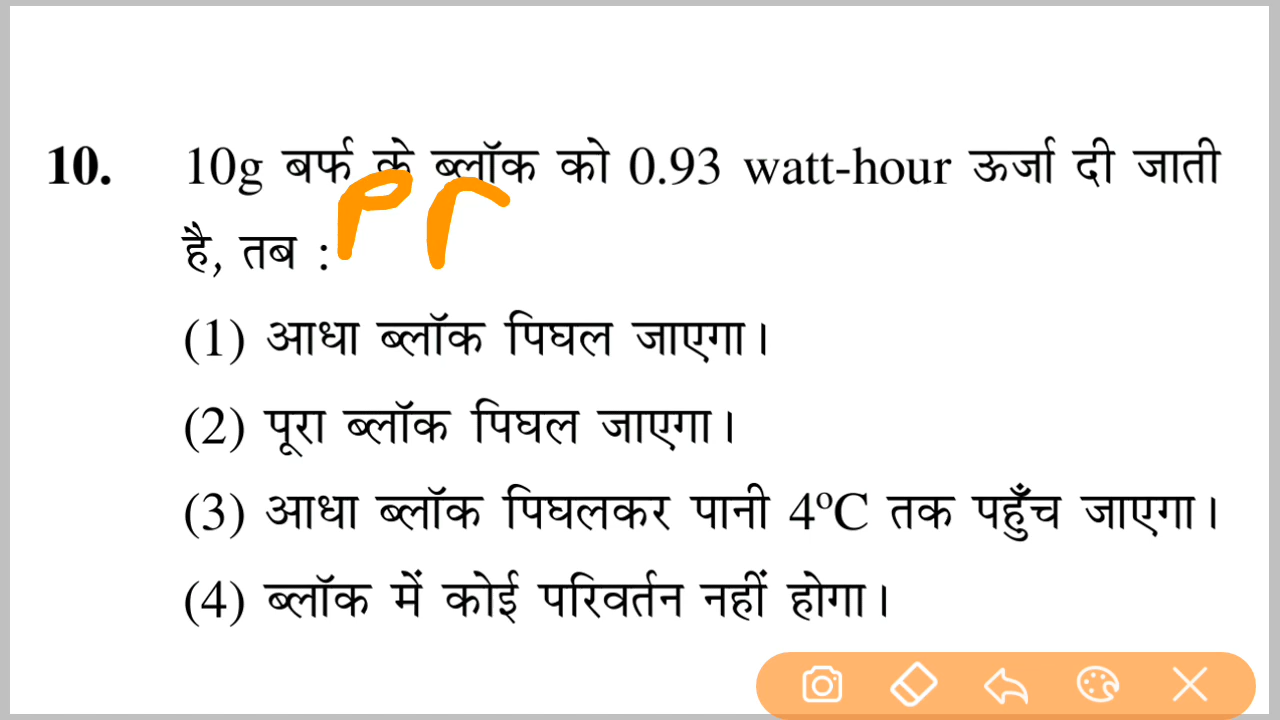 10. 10g बर्फ के ब्लॉक को 0.93 watt-hour ऊर्जा दी जाती
है, तब :
(1) आधा ब्लॉक पिघल जाएगा।
(2) पूरा ब्लॉक पिघल जाएगा।
(3) आधा ब्लॉक पिघलकर पानी 4ºC तक पहुँच जाएगा।
(4) ब्लॉक में कोई परिवर्तन नहीं होगा।